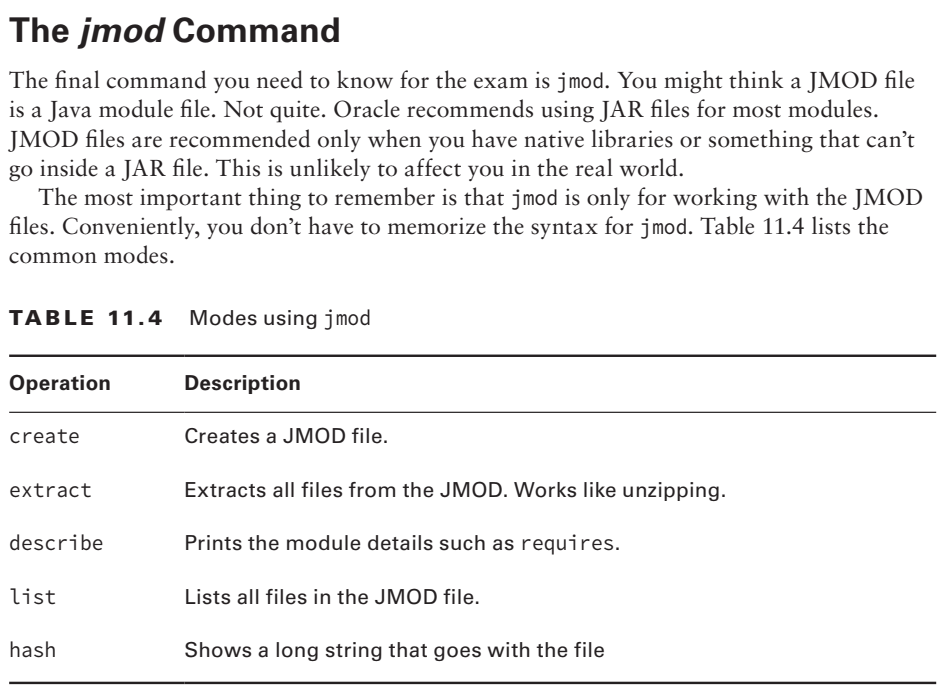 The jmod Command
The final command you need to know for the exam is jmod. You might think a JMOD file
is a Java module file. Not quite. Oracle recommends using JAR files for most modules.
JMOD files are recommended only when you have native libraries or something that can't
go inside a JAR file. This is unlikely to affect you in the real world.
The most important thing to remember is that jmod is only for working with the JMOD
files. Conveniently, you don't have to memorize the syntax for jmod. Table 11.4 lists the
common modes.
TABLE 11.4 Modes using jmod
Operation Description
create Creates a JMOD file.
extract Extracts all files from the JMOD. Works like unzipping.
describe Prints the module details such as requires.
list Lists all files in the JMOD file.
hash Shows a long string that goes with the file